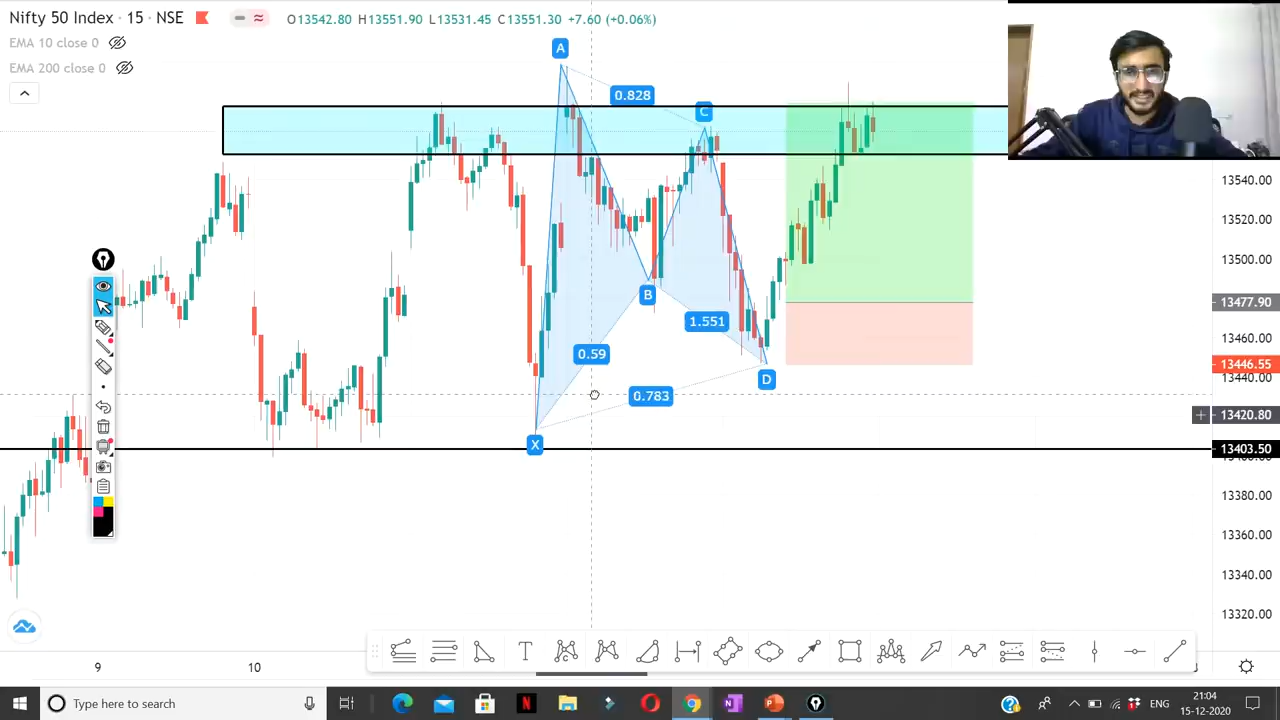 Nifty 50 Index · 15 · NSE O13542.80 H13551.90 L13531.45 C13551.30 +7.60 (+0.06%)
EMA 10 close 0
EMA 200 close 0
A
0.828
C
13540.00
13520.00
13500.00
B
13477.90
1.551
13460.00
0.59
13446.55
D
13440.00
0.783
13420.80
X
13403.50
13380.00
13360.00
13340.00
13320.00
T
9 10
Type here to search
ENG
21:04
15-12-2020